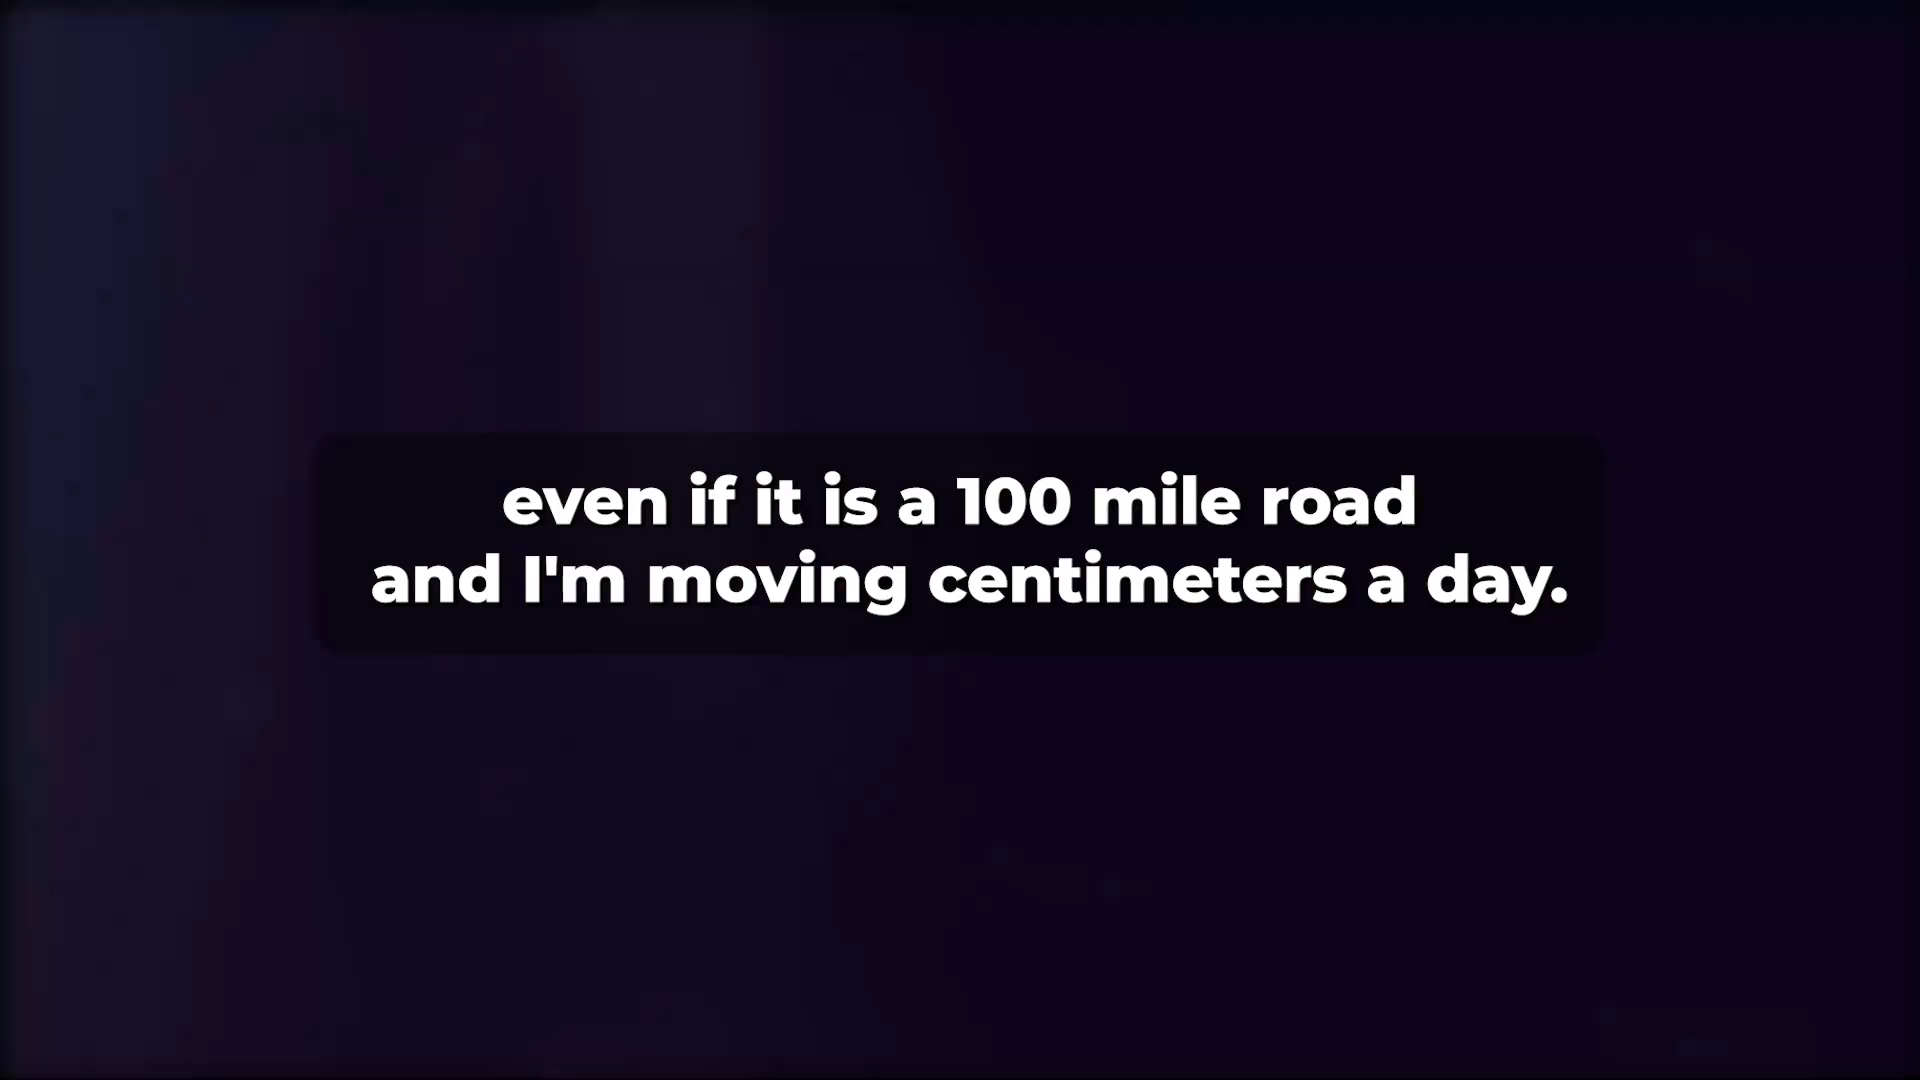 even if it is a 100 mile road
and I'm moving centimeters a day.